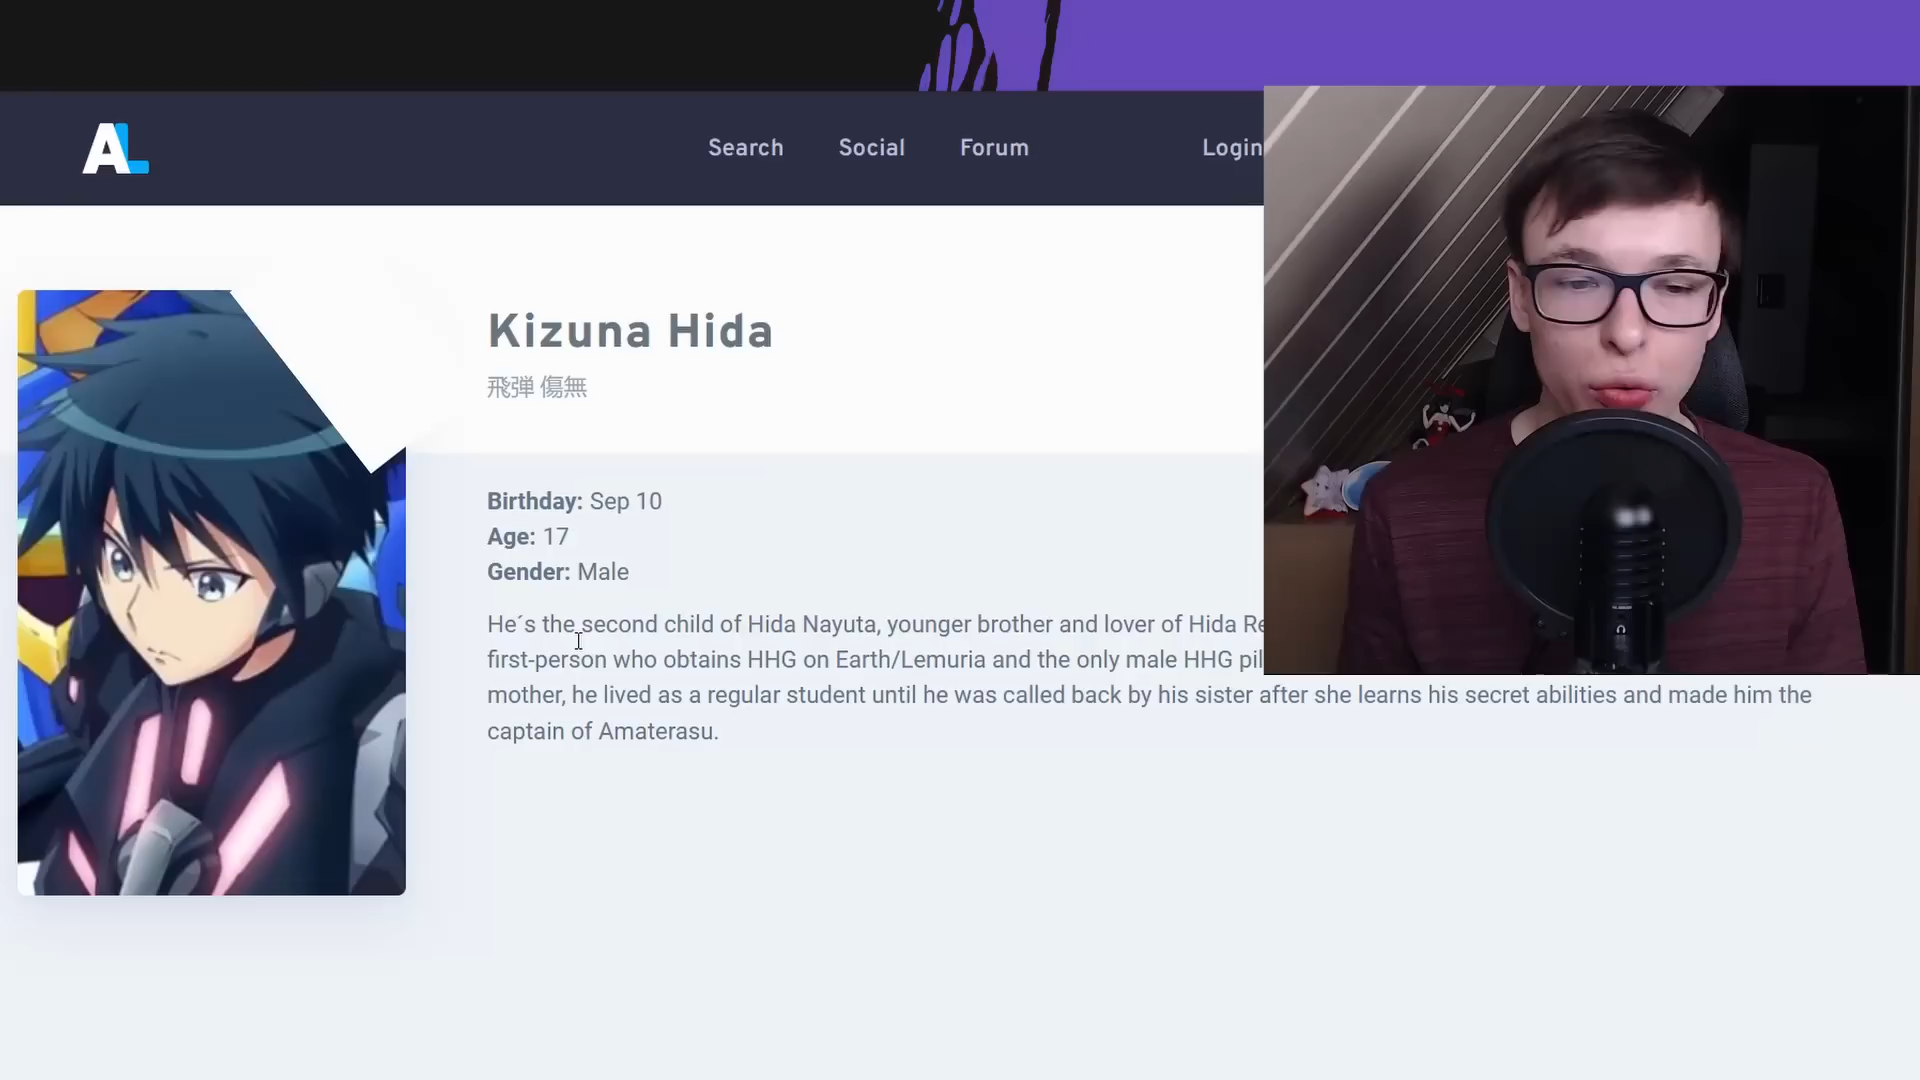 AL
Search Social Forum Login
Kizuna Hida
飛弾 傷無
Birthday: Sep 10
Age: 17
Gender: Male
He´s the second child of Hida Nayuta, younger brother and lover of Hida
first-person who obtains HHG on Earth/Lemuria and the only male HHG
mother, he lived as a regular student until he was called back by his sister after she learns his secret abilities and made him the
captain of Amaterasu.